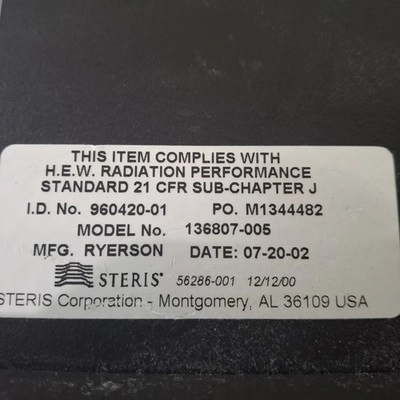 THIS ITEM COMPLIES WITH
H.E.W. RADIATION PERFORMANCE
STANDARD 21 CFR SUB-CHAPTER J
I.D. No. 960420-01 PO. M1344482
MODEL No. 136807-005
MFG. RYERSON DATE: 07-20-02
STERIS 56286-001 12/12/00
STERIS Corporation - Montgomery, AL 36109 USA